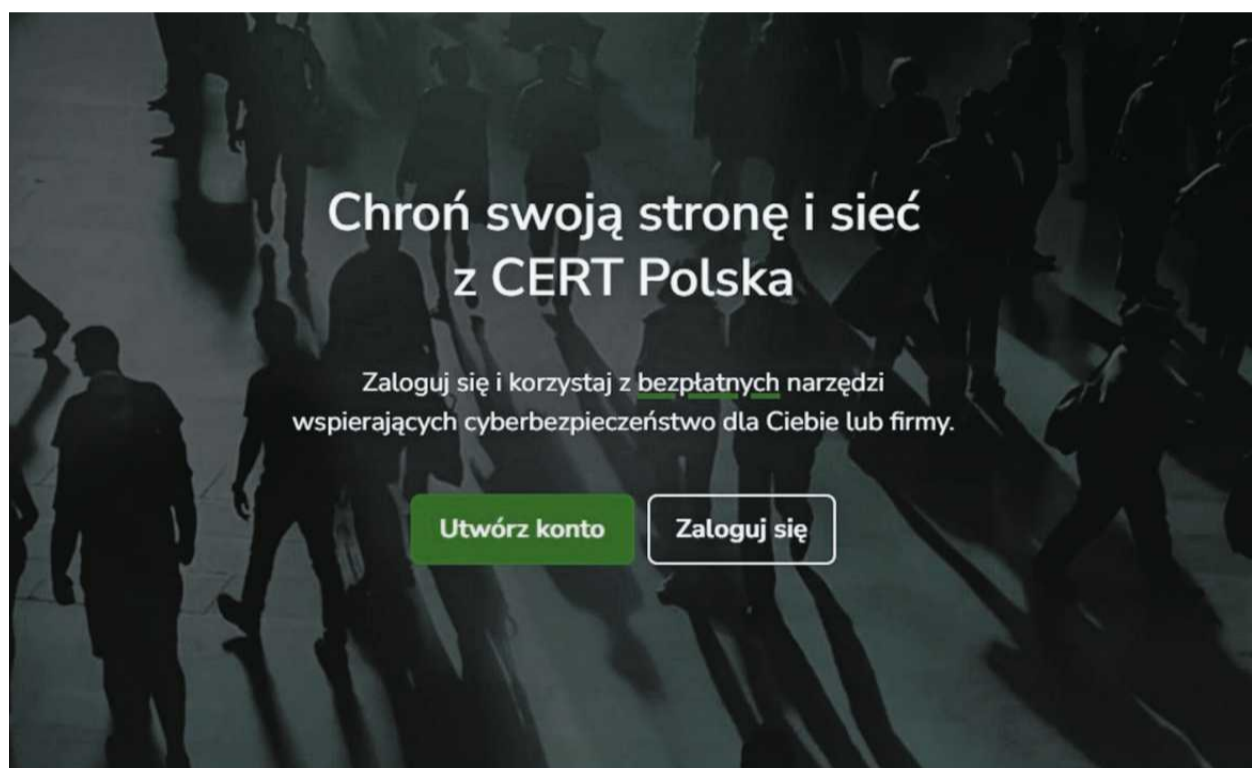 Chroń swoją stronę i sieć
z CERT Polska
Zaloguj się i korzystaj z bezpłatnych narzędzi
wspierających cyberbezpieczeństwo dla Ciebie lub firmy.
Utwórz konto
Zaloguj się